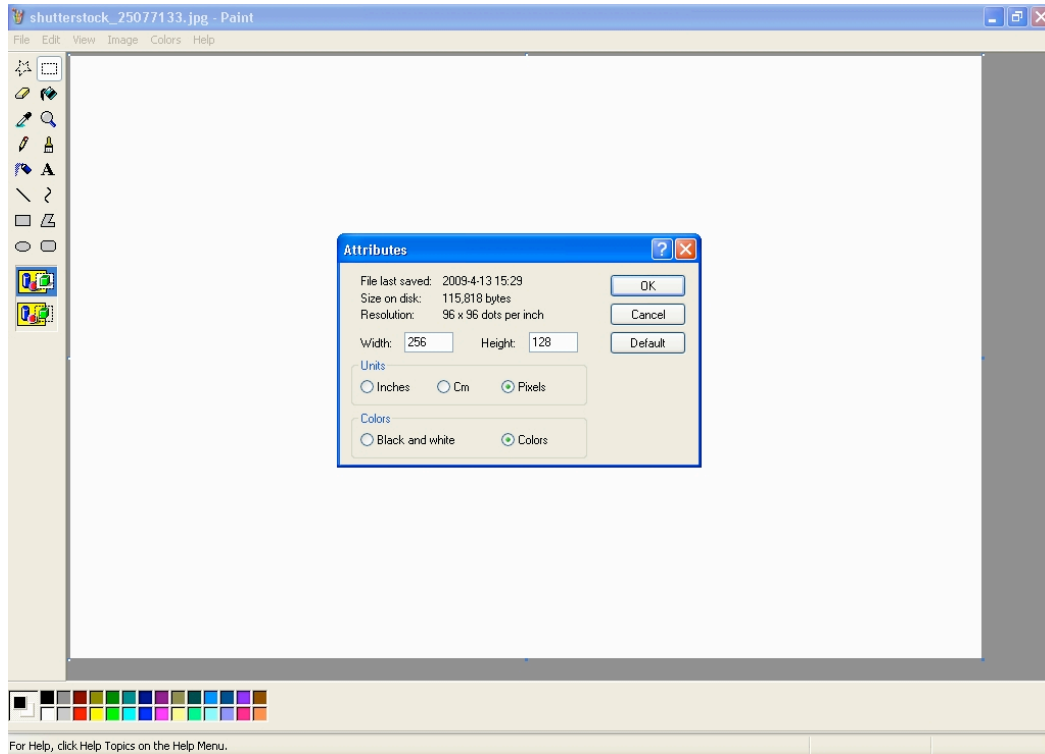 shutterstock_25077133.jpg - Paint
File Edit View Image Colors Help
A
Attributes
File last saved: 2009-4-13 15:29
Size on disk: 115,818 bytes
Resolution: 96 x 96 dots per inch
Width: 256 Height: 128
Units
Inches Cm Pixels
Colors
Black and white Colors
OK
Cancel
Default
For Help, click Help Topics on the Help Menu.